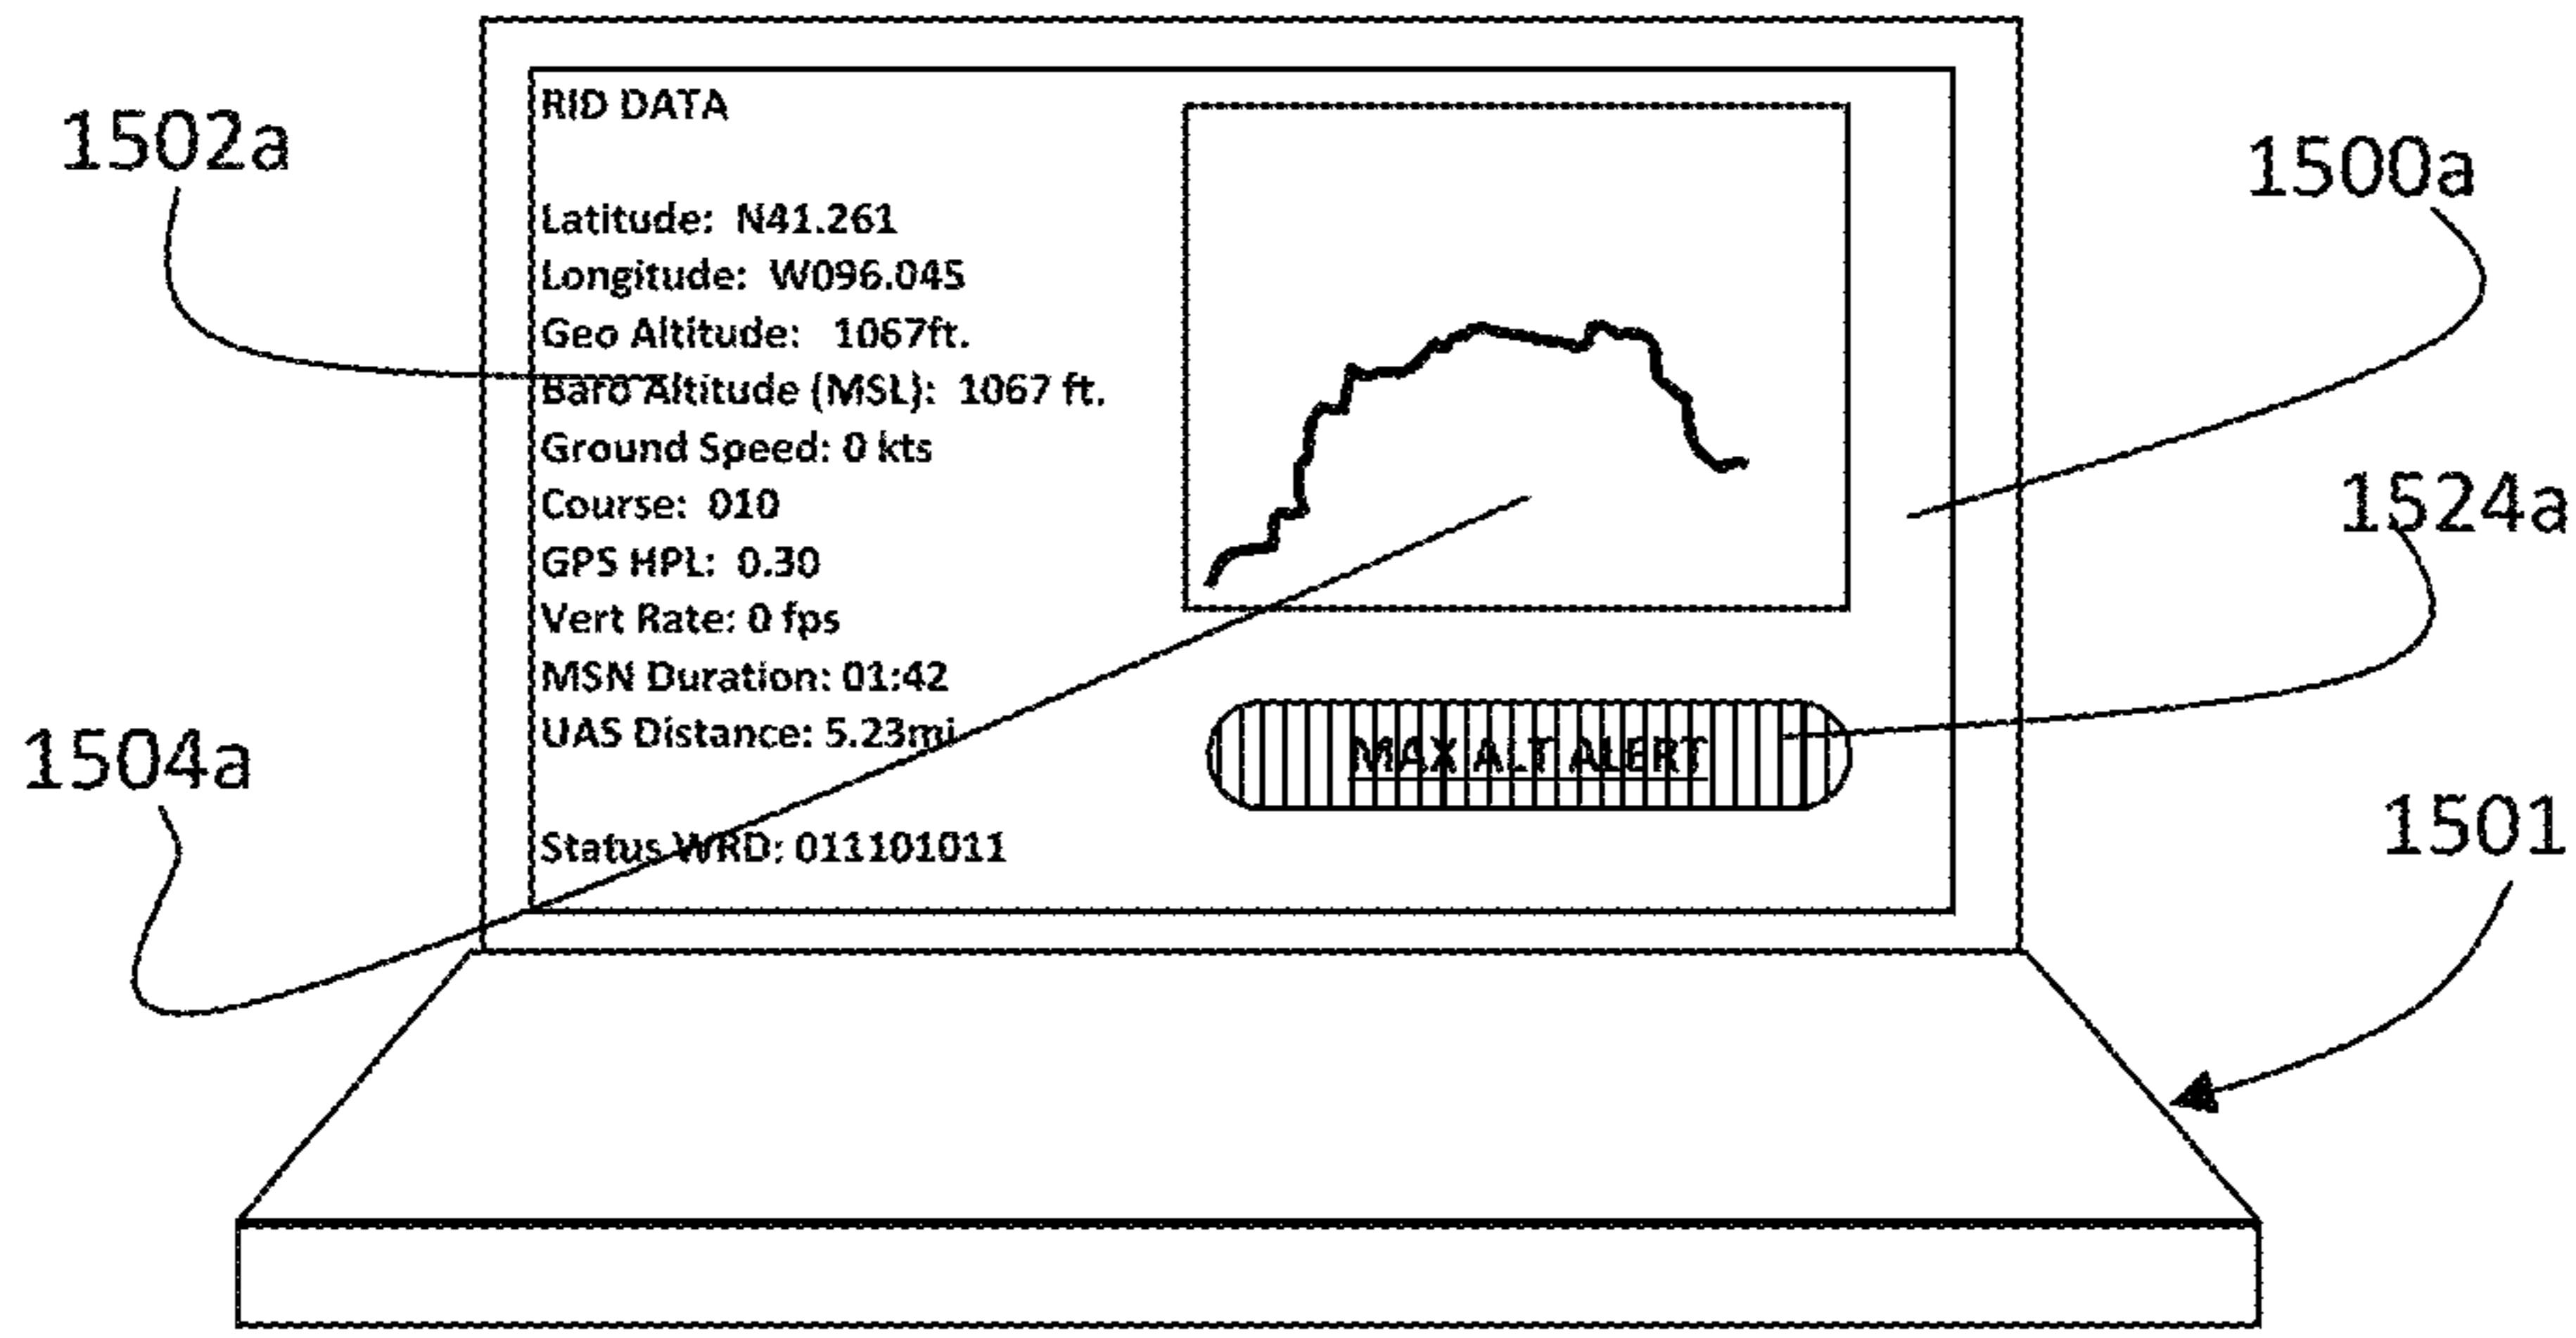 1502a
1504a
RID DATA
Latitude: N41.261
Longitude: W096.045
Geo Altitude: 1067ft.
Baro Altitude (MSL): 1067 ft.
Ground Speed: 0 kts
Course: 010
GPS HPL: 0.30
Vert Rate: 0 fps
MSN Duration: 01:42
UAS Distance: 5.23mi
Status WRD: 011101011
MAX ALT ALERT
1500a
1524a
1501